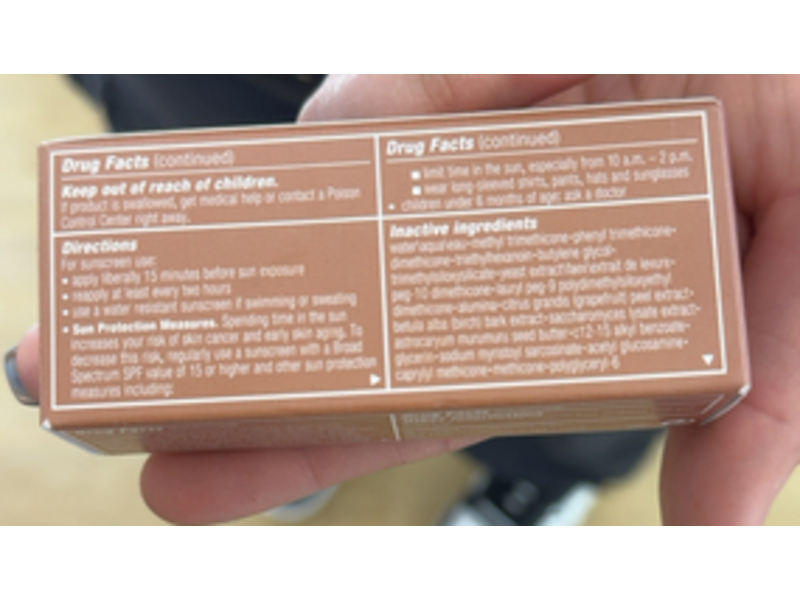 Drug Facts (continued)
Keep out of reach of children.
If product is swallowed, get medical help or contact a Poison
Control Center right away.
Directions
For sunscreen use:
• apply liberally 15 minutes before sun exposure
• reapply at least every two hours
• use a water resistant sunscreen if swimming or sweating
• Sun Protection Measures. Spending time in the sun
increases your risk of skin cancer and early skin aging. To
decrease this risk, regularly use a sunscreen with a Broad
Spectrum SPF value of 15 or higher and other sun protection
measures including:
Drug Facts (continued)
■ limit time in the sun, especially from 10 a.m. – 2 p.m.
■ wear long-sleeved shirts, pants, hats and sunglasses
• children under 6 months of age: ask a doctor
Inactive ingredients
water\aqua\eau-methyl trimethicone-phenyl trimethicone-
dimethicone-triethylhexanoin-butylene glycol-
trimethylsiloxysilicate-yeast extract\faex\extrait de levure-
peg-10 dimethicone-lauryl peg-9 polydimethylsiloxyethyl
dimethicone-alumina-citrus grandis (grapefruit) peel extract-
betula alba (birch) bark extract-saccharomyces lysate extract-
astrocaryum murumuru seed butter-c12-15 alkyl benzoate-
glycerin-sodium myristoyl sarcosinate-acetyl glucosamine-
caprylyl methicone-methicone-polyglyceryl-6